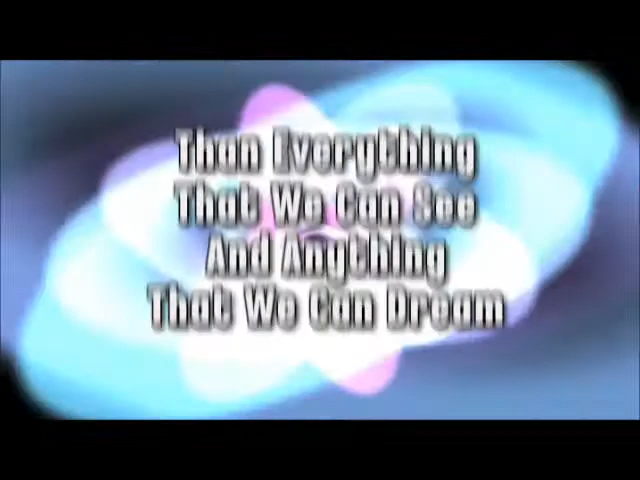 Than Everything
That We Can See
And Anything
That We Can Dream